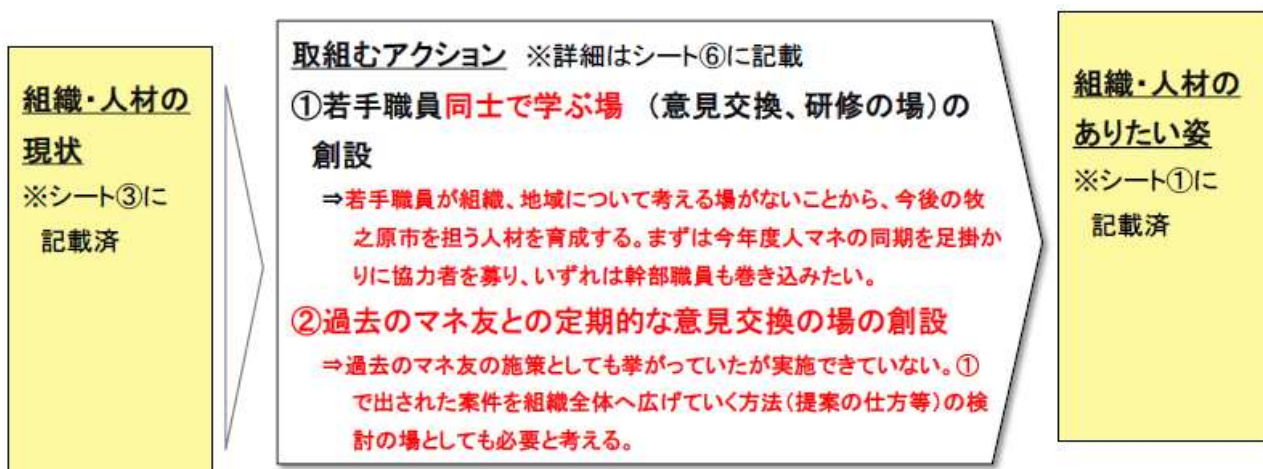 組織・人材の
現状
※シート③に
記載済
取組むアクション ※詳細はシート⑥に記載
①若手職員同士で学ぶ場 (意見交換、研修の場)の
創設
⇒若手職員が組織、地域について考える場がないことから、今後の牧
之原市を担う人材を育成する。まずは今年度人マネの同期を足掛か
りに協力者を募り、いずれは幹部職員も巻き込みたい。
②過去のマネ友との定期的な意見交換の場の創設
⇒過去のマネ友の施策としても挙がっていたが実施できていない。①
で出された案件を組織全体へ広げていく方法(提案の仕方等)の検
討の場としても必要と考える。
組織・人材の
ありたい姿
※シート①に
記載済